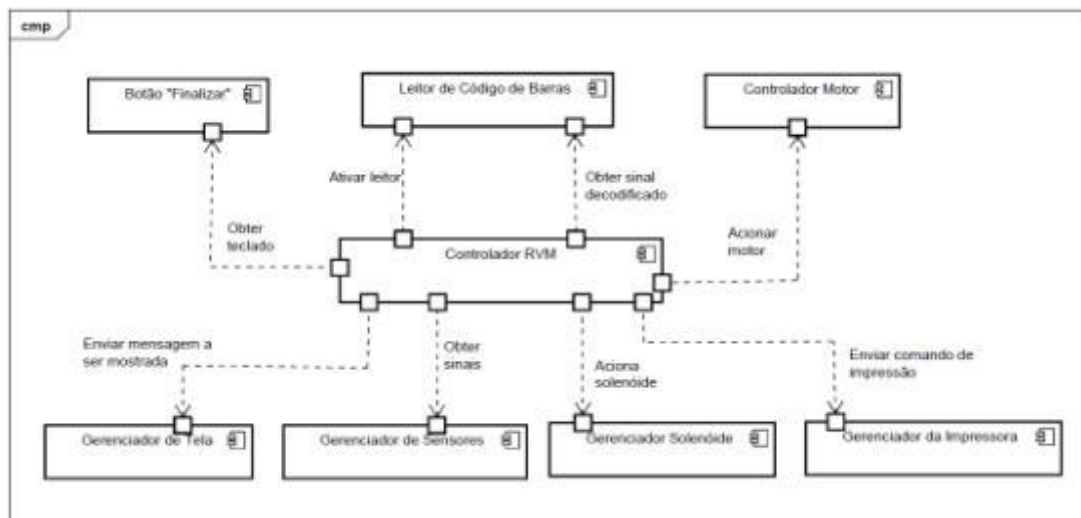 cmp
Botão "Finalizar"
Leitor de Código de Barras
Controlador Motor
Ativar leitor
Obter sinal
decodificado
Obter
teclado
Acionar
motor
Controlador RVM
Enviar mensagem a
ser mostrada
Obter
sinais
Aciona
solenóide
Enviar comando de
impressão
Gerenciador de Tela
Gerenciador de Sensores
Gerenciador Solenóide
Gerenciador da Impressora